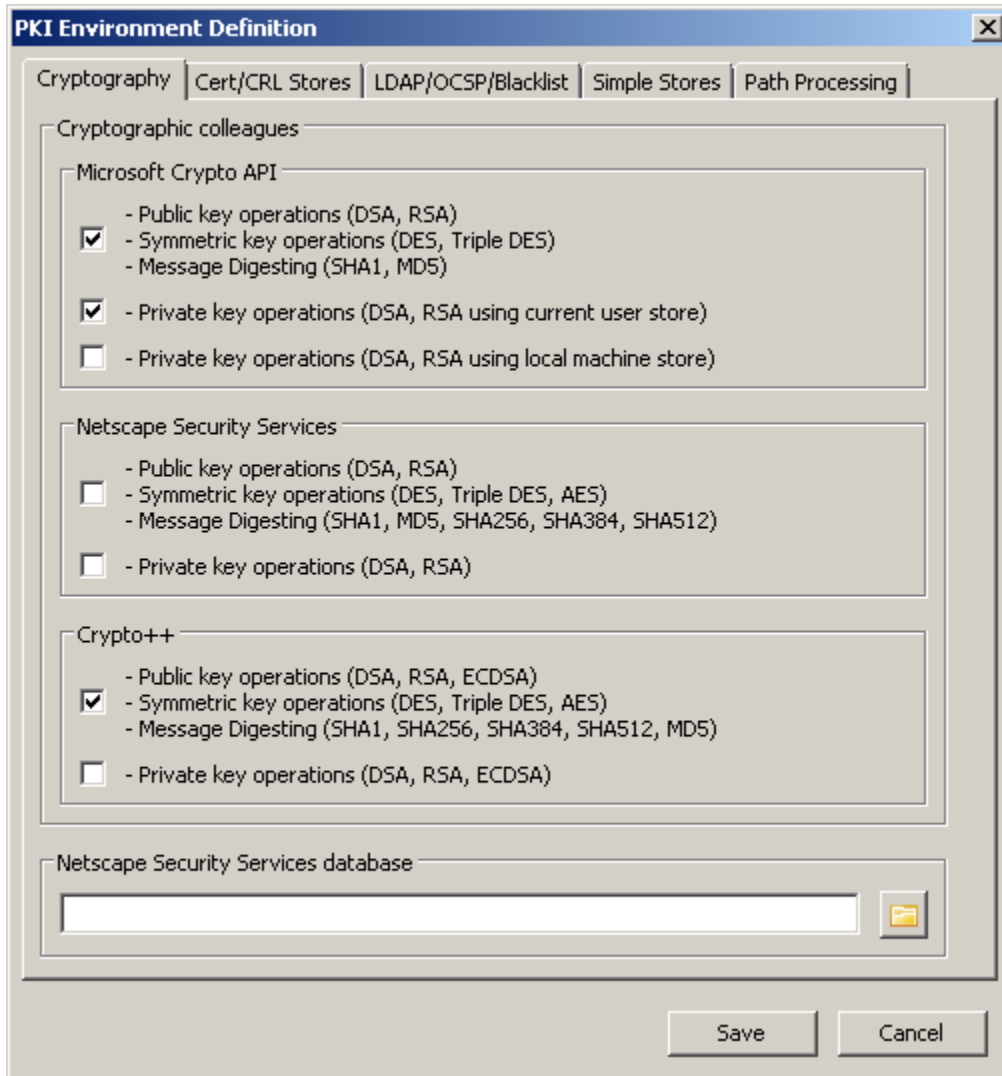 PKI Environment Definition
Cryptography Cert/CRL Stores LDAP/OCSP/Blacklist Simple Stores Path Processing
Cryptographic colleagues
Microsoft Crypto API
- Public key operations (DSA, RSA)
- Symmetric key operations (DES, Triple DES)
- Message Digesting (SHA1, MD5)
- Private key operations (DSA, RSA using current user store)
- Private key operations (DSA, RSA using local machine store)
Netscape Security Services
- Public key operations (DSA, RSA)
- Symmetric key operations (DES, Triple DES, AES)
- Message Digesting (SHA1, MD5, SHA256, SHA384, SHA512)
- Private key operations (DSA, RSA)
Crypto++
- Public key operations (DSA, RSA, ECDSA)
- Symmetric key operations (DES, Triple DES, AES)
- Message Digesting (SHA1, SHA256, SHA384, SHA512, MD5)
- Private key operations (DSA, RSA, ECDSA)
Netscape Security Services database
Save Cancel